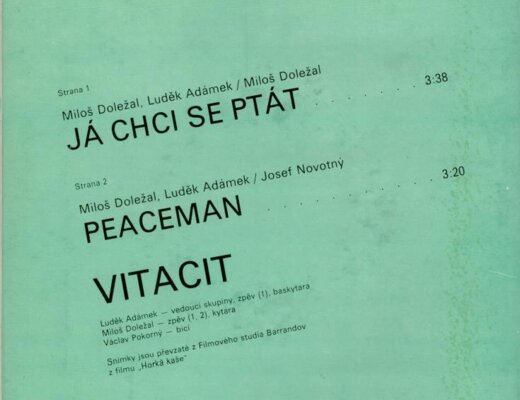 Strana 1
Miloš Doležal, Luděk Adámek / Miloš Doležal
JÁ CHCI SE PTÁT . . . . . . . . 3:38
Strana 2
Miloš Doležal, Luděk Adámek / Josef Novotný
PEACEMAN . . . . . . . . . . 3:20
VITACIT
Luděk Adámek — vedoucí skupiny, zpěv (1), baskytara
Miloš Doležal — zpěv (1, 2), kytara
Václav Pokorný — bicí
Snímky jsou převzaté z Filmového studia Barrandov
z filmu „Horká kaše"